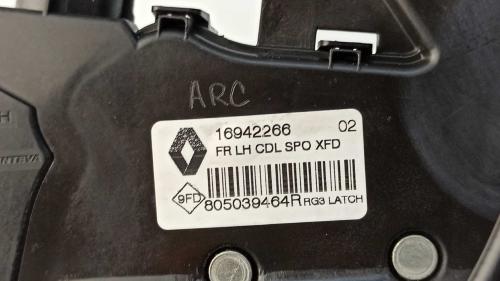 ARC
16942266 02
FR LH CDL SPO XFD
9FD 805039464R RG3 LATCH